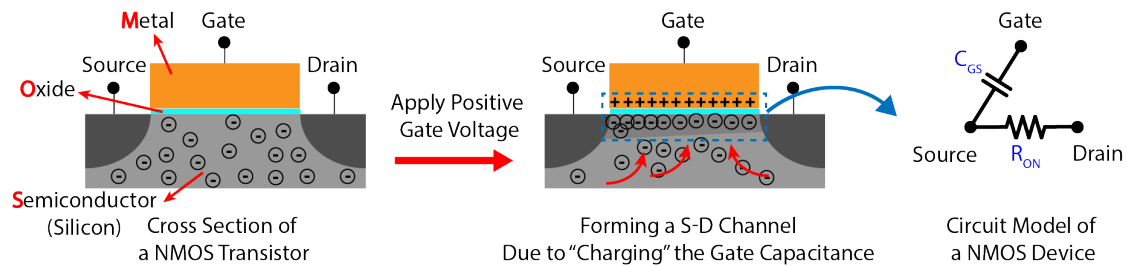 Metal
Gate
Source
Drain
Oxide
Semiconductor
(Silicon)
Cross Section of
a NMOS Transistor
Apply Positive
Gate Voltage
Gate
Source
Drain
+ + + + + + + + + + + +
Forming a S-D Channel
Due to “Charging” the Gate Capacitance
Gate
CGS
Source
RON
Drain
Circuit Model of
a NMOS Device